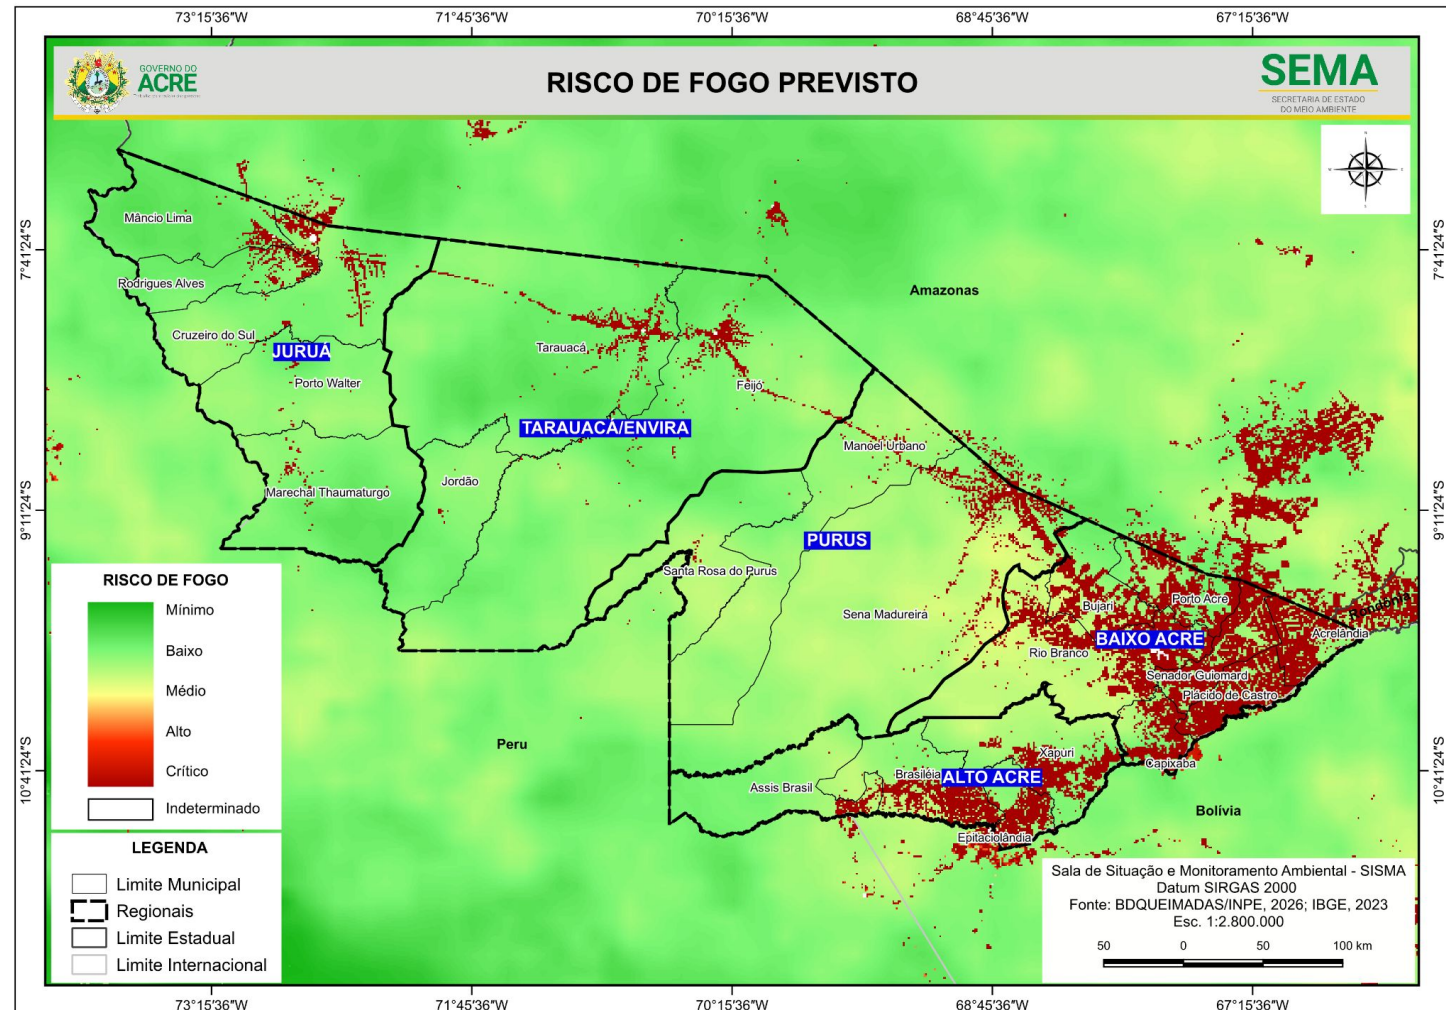 73°15'36"W
71°45'36"W
70°15'36"W
68°45'36"W
67°15'36"W
GOVERNO DO
ACRE
RISCO DE FOGO PREVISTO
SEMA
SECRETARIA DE ESTADO
DO MEIO AMBIENTE
N
7°41'24"S
7°41'24"S
9°11'24"S
9°11'24"S
10°41'24"S
10°41'24"S
Mâncio Lima
Rodrigues Alves
Cruzeiro do Sul
JURUÁ
Porto Walter
Marechal Thaumaturgo
Tarauacá
Feijó
TARAUACÁ/ENVIRA
Jordão
Amazonas
Manoel Urbano
PURUS
Santa Rosa do Purus
Sena Madureira
Bujari
Porto Acre
Rondônia
Acrelândia
BAIXO ACRE
Rio Branco
Senador Guiomard
Plácido de Castro
Xapuri
Capixaba
Brasiléia
ALTO ACRE
Assis Brasil
Epitaciolândia
Peru
Bolívia
RISCO DE FOGO
Mínimo
Baixo
Médio
Alto
Crítico
Indeterminado
LEGENDA
Limite Municipal
Regionais
Limite Estadual
Limite Internacional
Sala de Situação e Monitoramento Ambiental - SISMA
Datum SIRGAS 2000
Fonte: BDQUEIMADAS/INPE, 2026; IBGE, 2023
Esc. 1:2.800.000
50 0 50 100 km
73°15'36"W
71°45'36"W
70°15'36"W
68°45'36"W
67°15'36"W